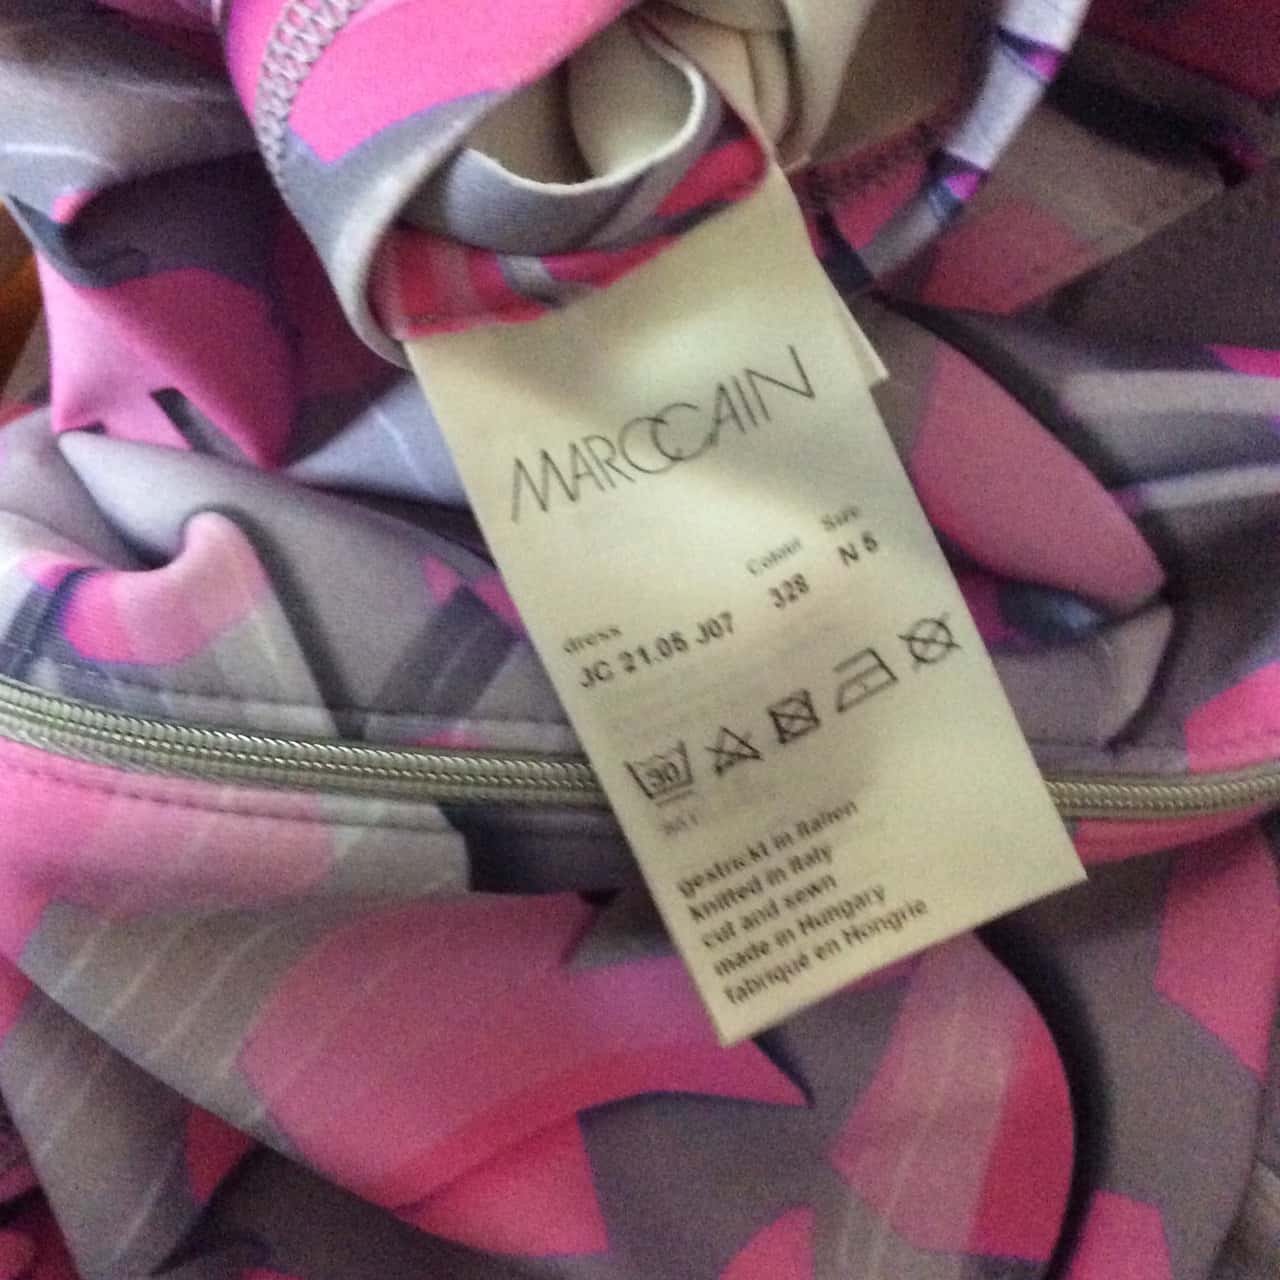 MARCCAIN
Colour Size
dress
JC 21.05 J07 328 N 5
30
gestrickt in Italien
knitted in Italy
cut and sewn
made in Hungary
fabriqué en Hongrie